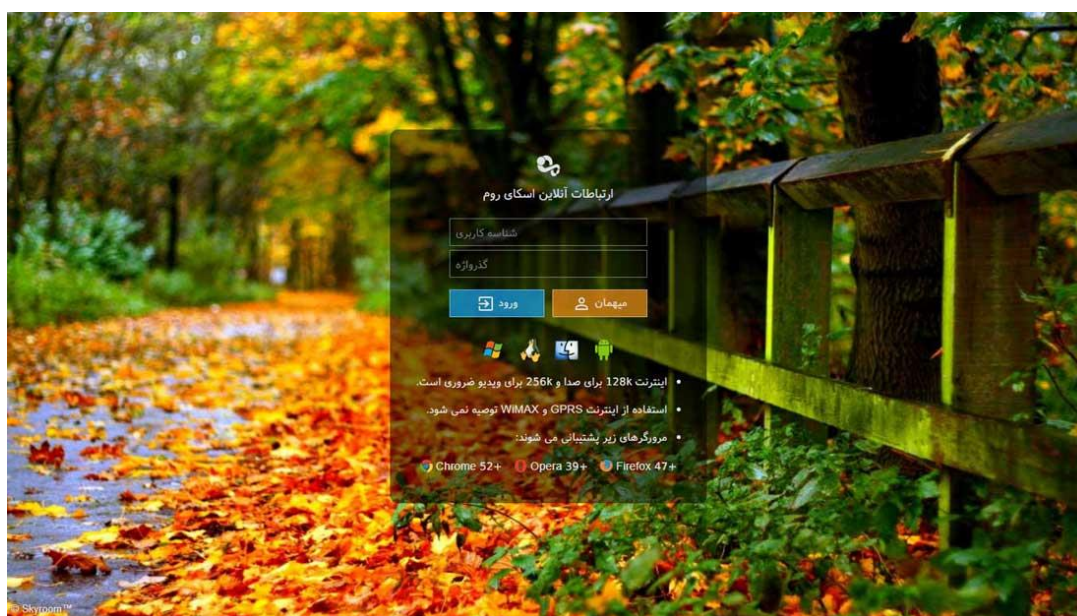 ارتباطات آنلاین اسکای روم
شناسه کاربری
گذرواژه
میهمان ورود
اینترنت 128k برای صدا و 256k برای ویدیو ضروری است.
استفاده از اینترنت GPRS و WiMAX توصیه نمی شود.
مرورگرهای زیر پشتیبانی می شوند:
Chrome 52+ Opera 39+ Firefox 47+
© Skyroom™